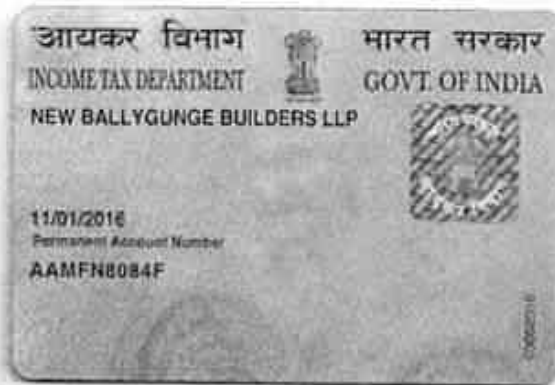 आयकर विभाग
भारत सरकार
INCOME TAX DEPARTMENT
GOVT. OF INDIA
NEW BALLYGUNGE BUILDERS LLP
11/01/2016
Permanent Account Number
AAMFN8084F